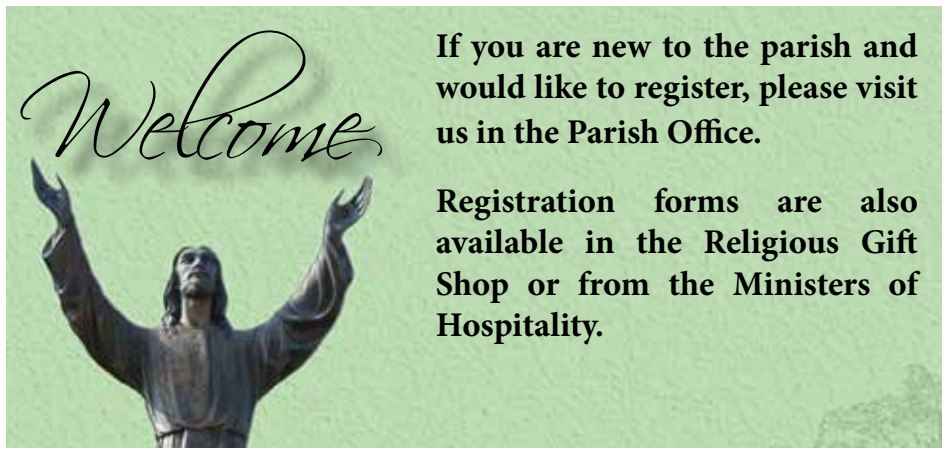 Welcome
If you are new to the parish and
would like to register, please visit
us in the Parish Office.
Registration forms are also
available in the Religious Gift
Shop or from the Ministers of
Hospitality.